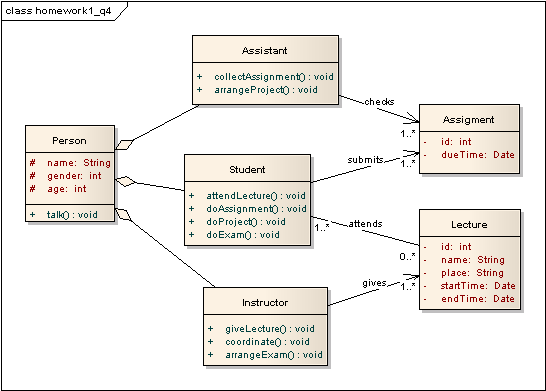 class homework1_q4
Assistant
+ collectAssignment() : void
+ arrangeProject() : void
checks
1..*
Assigment
- id: int
- dueTime: Date
Person
# name: String
# gender: int
# age: int
+ talk() : void
Student
+ attendLecture() : void
+ doAssignment() : void
+ doProject() : void
+ doExam() : void
submits
1..*
attends
1..*
0..*
Lecture
- id: int
- name: String
- place: String
- startTime: Date
- endTime: Date
gives
1..*
Instructor
+ giveLecture() : void
+ coordinate() : void
+ arrangeExam() : void